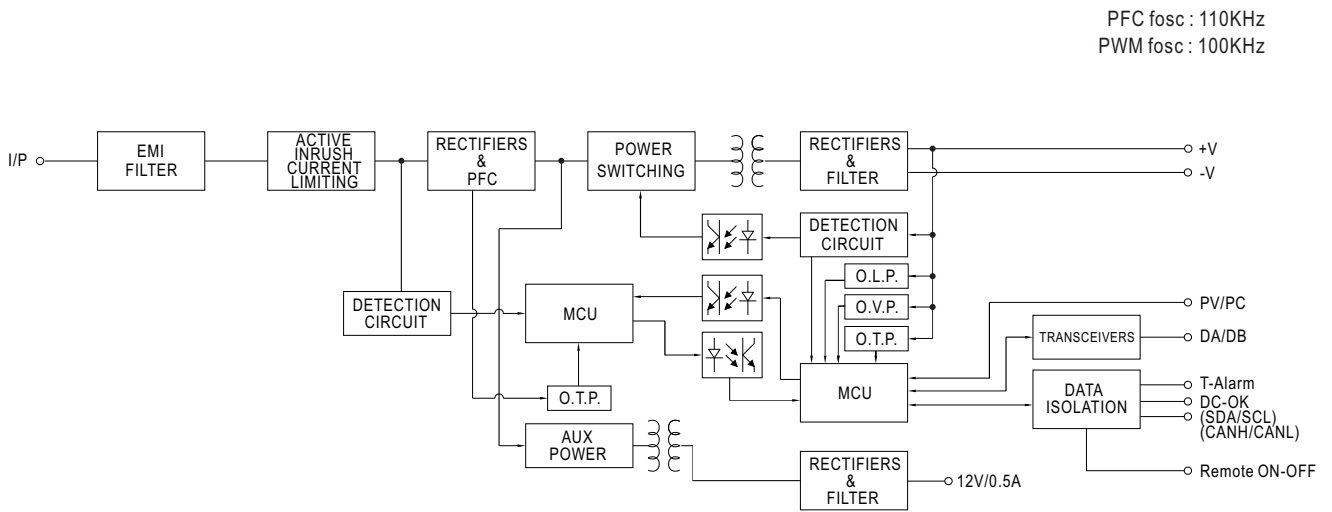 PFC fosc : 110KHz
PWM fosc : 100KHz
I/P
EMI
FILTER
ACTIVE
INRUSH
CURRENT
LIMITING
RECTIFIERS
&
PFC
POWER
SWITCHING
RECTIFIERS
&
FILTER
+V
-V
DETECTION
CIRCUIT
O.L.P.
O.V.P.
O.T.P.
DETECTION
CIRCUIT
MCU
O.T.P.
MCU
PV/PC
TRANSCEIVERS
DA/DB
DATA
ISOLATION
T-Alarm
DC-OK
(SDA/SCL)
(CANH/CANL)
Remote ON-OFF
AUX
POWER
RECTIFIERS
&
FILTER
12V/0.5A